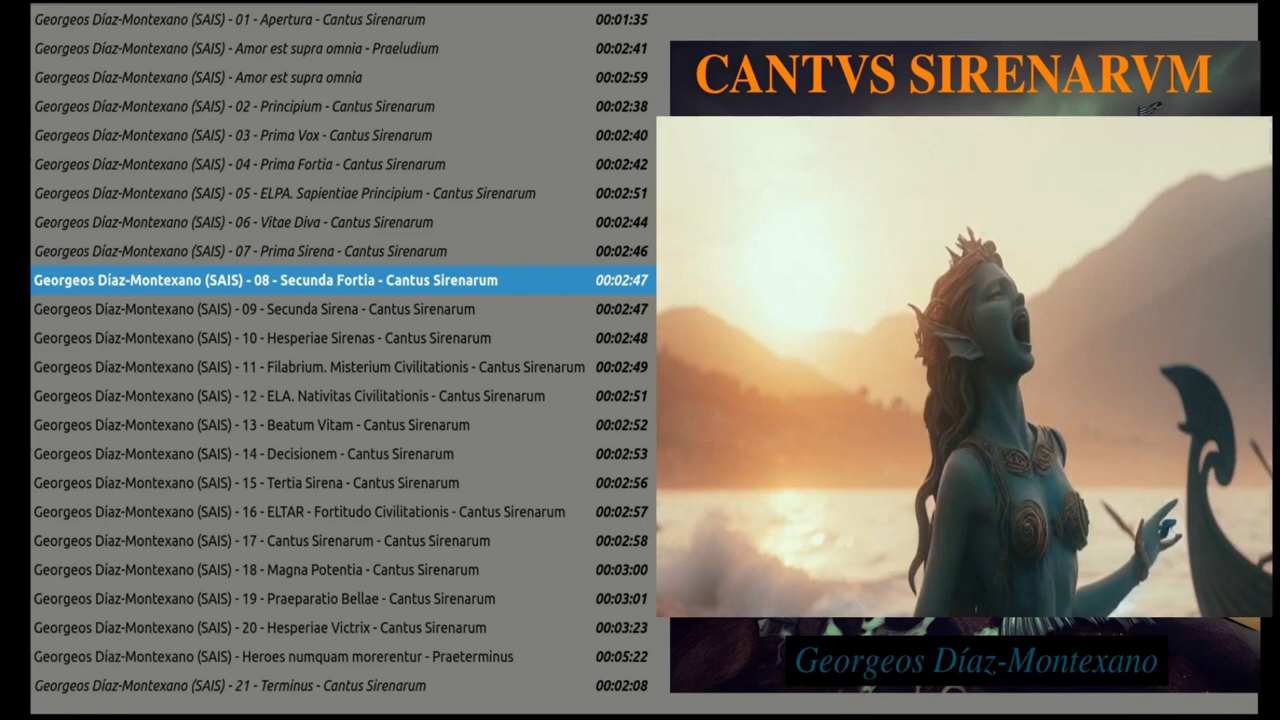 Georgeos Díaz-Montexano (SAIS) - 01 - Apertura - Cantus Sirenarum 00:01:35
Georgeos Díaz-Montexano (SAIS) - Amor est supra omnia - Praeludium 00:02:41
Georgeos Díaz-Montexano (SAIS) - Amor est supra omnia 00:02:59
Georgeos Díaz-Montexano (SAIS) - 02 - Principium - Cantus Sirenarum 00:02:38
Georgeos Díaz-Montexano (SAIS) - 03 - Prima Vox - Cantus Sirenarum 00:02:40
Georgeos Díaz-Montexano (SAIS) - 04 - Prima Fortia - Cantus Sirenarum 00:02:42
Georgeos Díaz-Montexano (SAIS) - 05 - ELPA. Sapientiae Principium - Cantus Sirenarum 00:02:51
Georgeos Díaz-Montexano (SAIS) - 06 - Vitae Diva - Cantus Sirenarum 00:02:44
Georgeos Díaz-Montexano (SAIS) - 07 - Prima Sirena - Cantus Sirenarum 00:02:46
Georgeos Díaz-Montexano (SAIS) - 08 - Secunda Fortia - Cantus Sirenarum 00:02:47
Georgeos Díaz-Montexano (SAIS) - 09 - Secunda Sirena - Cantus Sirenarum 00:02:47
Georgeos Díaz-Montexano (SAIS) - 10 - Hesperiae Sirenas - Cantus Sirenarum 00:02:48
Georgeos Díaz-Montexano (SAIS) - 11 - Filabrium. Misterium Civilitationis - Cantus Sirenarum 00:02:49
Georgeos Díaz-Montexano (SAIS) - 12 - ELA. Nativitas Civilitationis - Cantus Sirenarum 00:02:51
Georgeos Díaz-Montexano (SAIS) - 13 - Beatum Vitam - Cantus Sirenarum 00:02:52
Georgeos Díaz-Montexano (SAIS) - 14 - Decisionem - Cantus Sirenarum 00:02:53
Georgeos Díaz-Montexano (SAIS) - 15 - Tertia Sirena - Cantus Sirenarum 00:02:56
Georgeos Díaz-Montexano (SAIS) - 16 - ELTAR - Fortitudo Civilitationis - Cantus Sirenarum 00:02:57
Georgeos Díaz-Montexano (SAIS) - 17 - Cantus Sirenarum - Cantus Sirenarum 00:02:58
Georgeos Díaz-Montexano (SAIS) - 18 - Magna Potentia - Cantus Sirenarum 00:03:00
Georgeos Díaz-Montexano (SAIS) - 19 - Praeparatio Bellae - Cantus Sirenarum 00:03:01
Georgeos Díaz-Montexano (SAIS) - 20 - Hesperiae Victrix - Cantus Sirenarum 00:03:23
Georgeos Díaz-Montexano (SAIS) - Heroes numquam morerentur - Praeterminus 00:05:22
Georgeos Díaz-Montexano (SAIS) - 21 - Terminus - Cantus Sirenarum 00:02:08
CANTVS SIRENARVM
Georgeos Díaz-Montexano